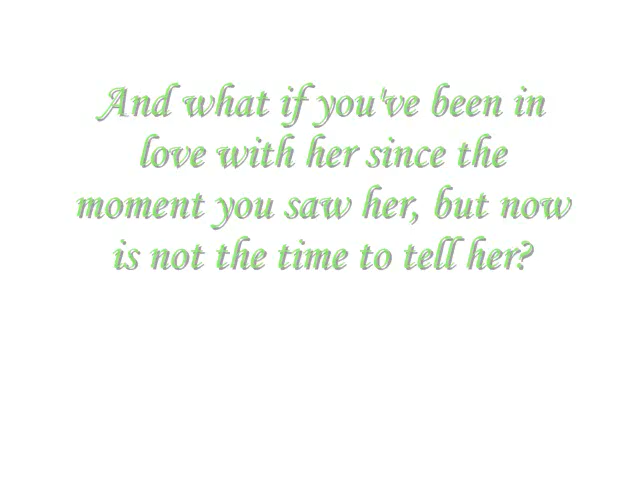 And what if you've been in
love with her since the
moment you saw her, but now
is not the time to tell her?